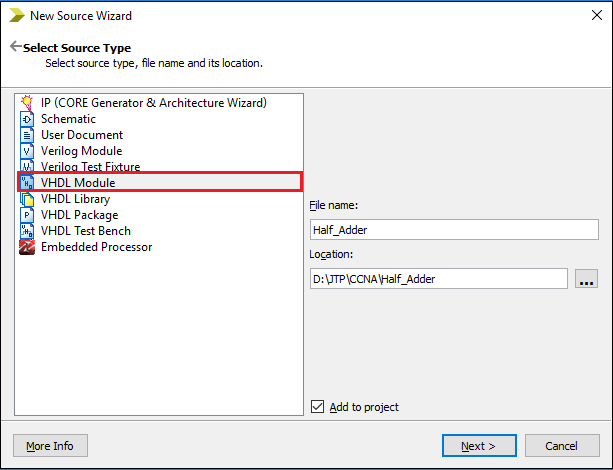 New Source Wizard
Select Source Type
Select source type, file name and its location.
IP (CORE Generator & Architecture Wizard)
Schematic
User Document
Verilog Module
Verilog Test Fixture
VHDL Module
VHDL Library
VHDL Package
VHDL Test Bench
Embedded Processor
File name:
Half_Adder
Location:
D:\JTP\CCNA\Half_Adder
...
Add to project
More Info
Next >
Cancel